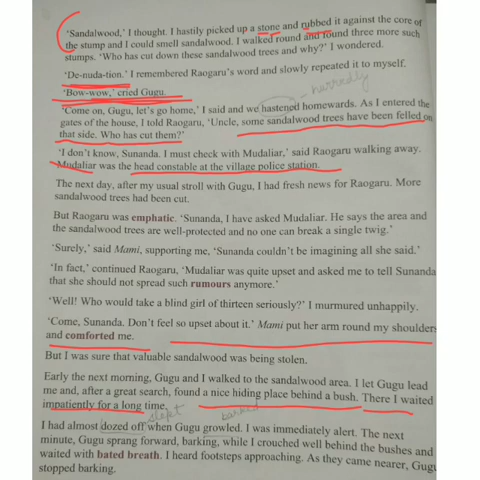 'Sandalwood,' I thought. I hastily picked up a stone and rubbed it against the core of
the stump and I could smell sandalwood. I walked round and round three more such
stumps. 'Who has cut down these sandalwood trees and why?' I wondered.
'De-nuda-tion.' I remembered Raogaru's word and slowly repeated it to myself.
hurredly
'Bow-wow,' cried Gugu.
'Come on, Gugu, let's go home,' I said and we hastened homewards. As I entered the
gates of the house, I told Raogaru, 'Uncle, some sandalwood trees have been felled on
that side. Who has cut them?'
'I don't know, Sunanda. I must check with Mudaliar,' said Raogaru walking away.
Mudaliar was the head constable at the village police station.
The next day, after my usual stroll with Gugu, I had fresh news for Raogaru. More
sandalwood trees had been cut.
But Raogaru was emphatic. 'Sunanda, I have asked Mudaliar. He says the area and
the sandalwood trees are well-protected and no one can break a single twig.'
'Surely,' said Mami, supporting me, 'Sunanda couldn't be imagining all she said.'
'In fact,' continued Raogaru, 'Mudaliar was quite upset and asked me to tell Sunanda
that she should not spread such rumours anymore.'
'Well! Who would take a blind girl of thirteen seriously?' I murmured unhappily.
'Come, Sunanda. Don't feel so upset about it.' Mami put her arm round my shoulders
and comforted me.
But I was sure that valuable sandalwood was being stolen.
Early the next morning, Gugu and I walked to the sandalwood area. I let Gugu lead
me and, after a great search, found a nice hiding place behind a bush. There I waited
impatiently for a long time.
slept barked
I had almost dozed off when Gugu growled. I was immediately alert. The next
minute, Gugu sprang forward, barking, while I crouched well behind the bushes and
waited with bated breath. I heard footsteps approaching. As they came nearer, Gugu
stopped barking.